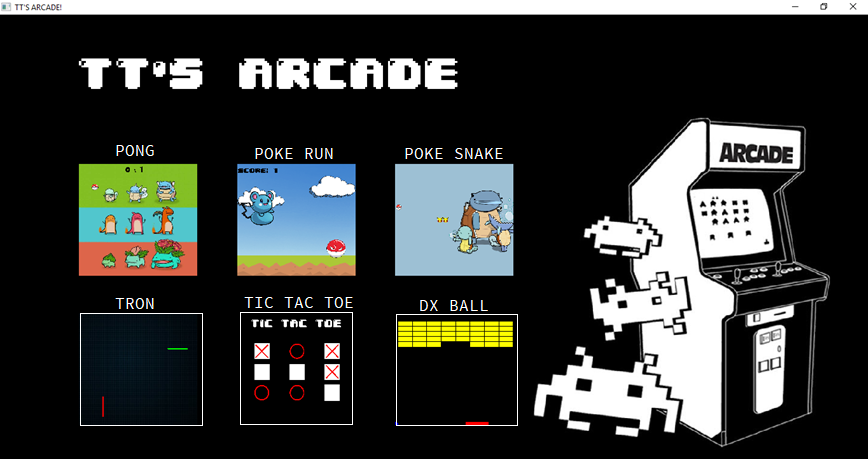 TT'S ARCADE!
TT'S ARCADE
PONG
POKE RUN
POKE SNAKE
0 : 1
SCORE: 1
ARCADE
TRON
TIC TAC TOE
DX BALL
TIC TAC TOE